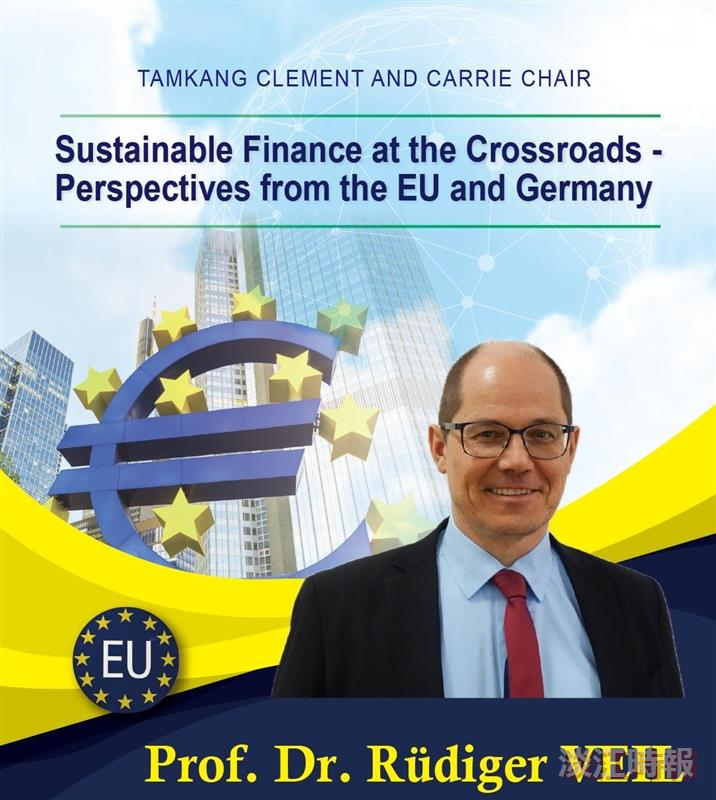 TAMKANG CLEMENT AND CARRIE CHAIR
Sustainable Finance at the Crossroads -
Perspectives from the EU and Germany
EU
Prof. Dr. Rüdiger VEIL
淡江時報